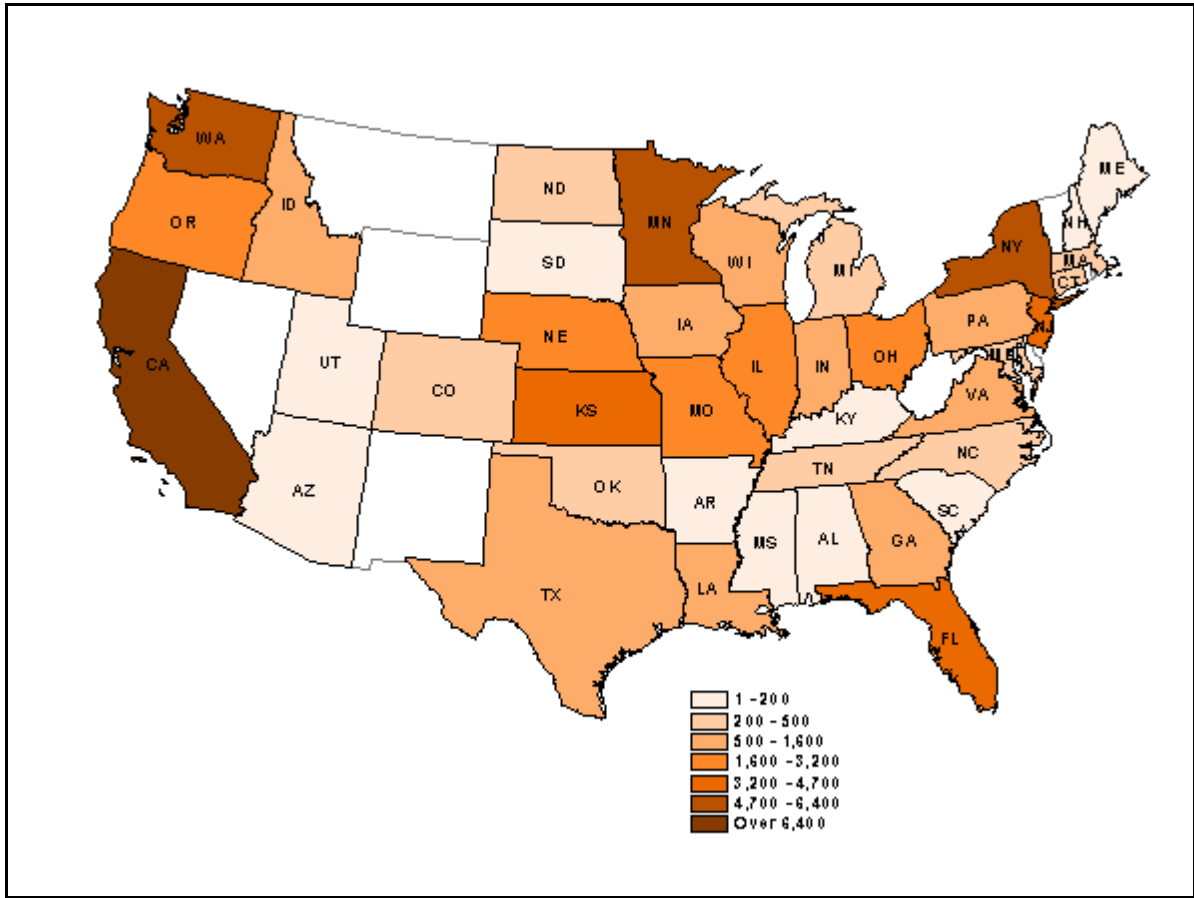 WA
ME
ND
ID
OR
MN
NH
NY
SD
WI
MA
MI
CT
PA
IA
NJ
NE
UT
CA
CO
IL
IN
OH
VA
KS
MO
KY
NC
TN
AZ
OK
AR
SC
MS
AL
GA
LA
TX
FL
1 - 200
200 - 500
500 - 1,600
1,600 - 3,200
3,200 - 4,700
4,700 - 6,400
Over 6,400